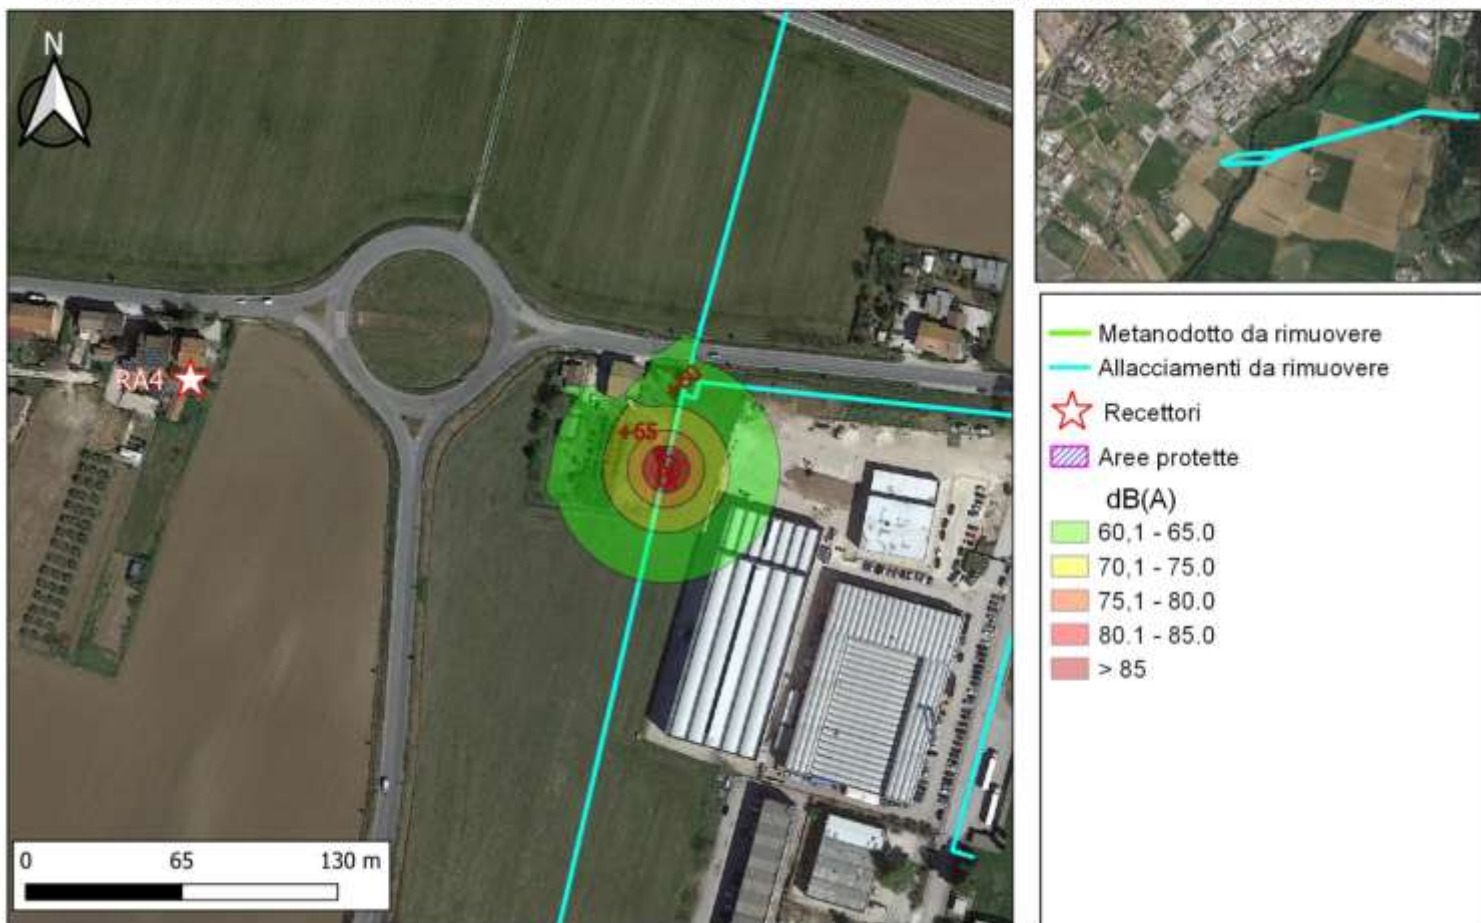 N
RA4
+65
0 65 130 m
Metanodotto da rimuovere
Allacciamenti da rimuovere
Recettori
Aree protette
dB(A)
60,1 - 65.0
70,1 - 75.0
75,1 - 80.0
80.1 - 85.0
> 85